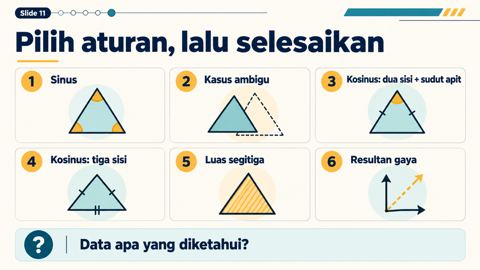 Slide 11
Pilih aturan, lalu selesaikan
1 Sinus
2 Kasus ambigu
3 Kosinus: dua sisi + sudut apit
4 Kosinus: tiga sisi
5 Luas segitiga
6 Resultan gaya
? Data apa yang diketahui?